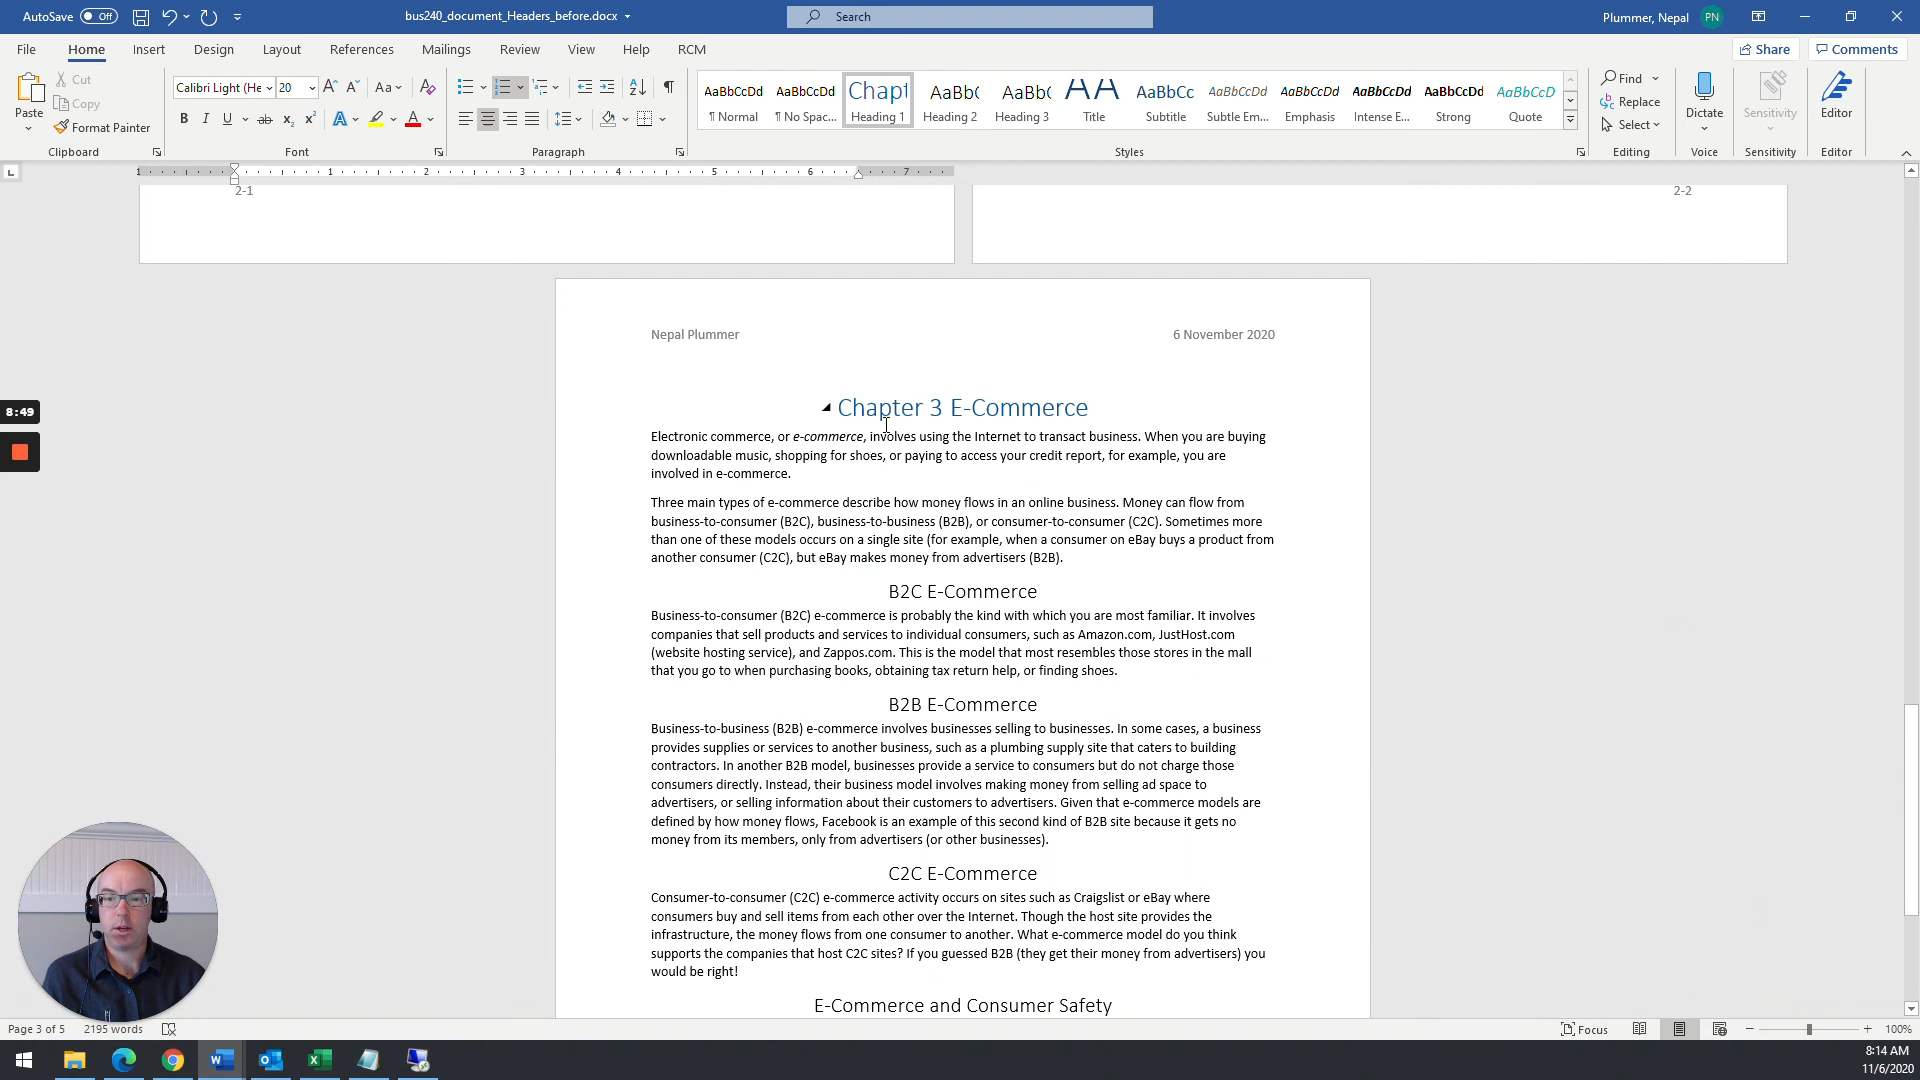 AutoSave Off bus240_document_Headers_before.docx Search Plummer, Nepal PN
File Home Insert Design Layout References Mailings Review View Help RCM Share Comments
Paste Cut Copy Format Painter
Calibri Light (He 20
AaBbCcDd AaBbCcDd Chapt AaBb( AaBb( AA AaBbCc AaBbCcDd AaBbCcDd AaBbCcDd AaBbCcDd AaBbCcD
¶ Normal ¶ No Spac... Heading 1 Heading 2 Heading 3 Title Subtitle Subtle Em... Emphasis Intense E... Strong Quote
Find Replace Select
Dictate Sensitivity Editor
Clipboard Font Paragraph Styles Editing Voice Sensitivity Editor
1 1 2 3 4 5 6 7
2-1 2-2
Nepal Plummer 6 November 2020
Chapter 3 E-Commerce
Electronic commerce, or e-commerce, involves using the Internet to transact business. When you are buying
downloadable music, shopping for shoes, or paying to access your credit report, for example, you are
involved in e-commerce.
Three main types of e-commerce describe how money flows in an online business. Money can flow from
business-to-consumer (B2C), business-to-business (B2B), or consumer-to-consumer (C2C). Sometimes more
than one of these models occurs on a single site (for example, when a consumer on eBay buys a product from
another consumer (C2C), but eBay makes money from advertisers (B2B).
B2C E-Commerce
Business-to-consumer (B2C) e-commerce is probably the kind with which you are most familiar. It involves
companies that sell products and services to individual consumers, such as Amazon.com, JustHost.com
(website hosting service), and Zappos.com. This is the model that most resembles those stores in the mall
that you go to when purchasing books, obtaining tax return help, or finding shoes.
B2B E-Commerce
Business-to-business (B2B) e-commerce involves businesses selling to businesses. In some cases, a business
provides supplies or services to another business, such as a plumbing supply site that caters to building
contractors. In another B2B model, businesses provide a service to consumers but do not charge those
consumers directly. Instead, their business model involves making money from selling ad space to
advertisers, or selling information about their customers to advertisers. Given that e-commerce models are
defined by how money flows, Facebook is an example of this second kind of B2B site because it gets no
money from its members, only from advertisers (or other businesses).
C2C E-Commerce
Consumer-to-consumer (C2C) e-commerce activity occurs on sites such as Craigslist or eBay where
consumers buy and sell items from each other over the Internet. Though the host site provides the
infrastructure, the money flows from one consumer to another. What e-commerce model do you think
supports the companies that host C2C sites? If you guessed B2B (they get their money from advertisers) you
would be right!
E-Commerce and Consumer Safety
8:49
Page 3 of 5 2195 words Focus 100%
8:14 AM
11/6/2020